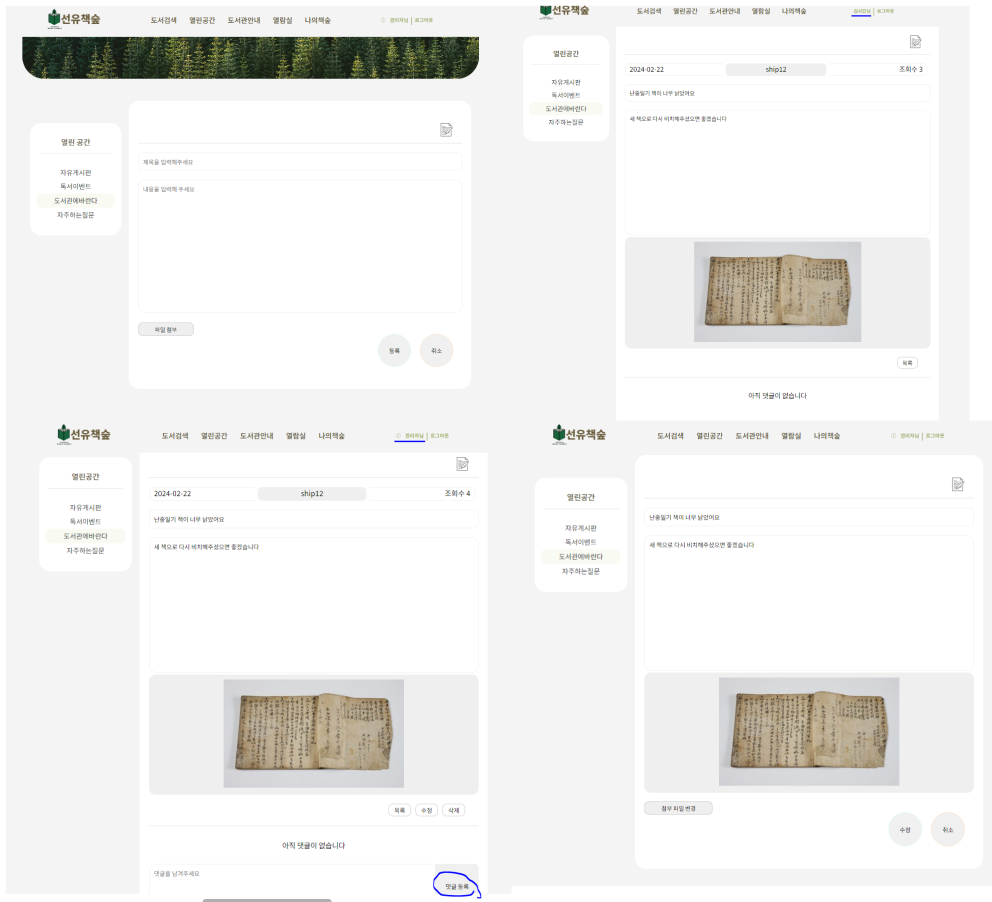 선유책숲
도서검색 열린공간 도서관안내 열람실 나의책숲
관리자님 | 로그아웃
열린 공간
자유게시판
독서이벤트
도서관에바란다
자주하는질문
제목을 입력해주세요
내용을 입력해 주세요
파일 첨부
등록 취소
선유책숲
도서검색 열린공간 도서관안내 열람실 나의책숲
로그아웃
열린공간
자유게시판
독서이벤트
도서관에바란다
자주하는질문
2024-02-22 ship12 조회수 3
난중일기 책이 너무 낡았어요
새 책으로 다시 비치해주셨으면 좋겠습니다
목록
아직 댓글이 없습니다
선유책숲
도서검색 열린공간 도서관안내 열람실 나의책숲
관리자님 | 로그아웃
열린공간
자유게시판
독서이벤트
도서관에바란다
자주하는질문
2024-02-22 ship12 조회수 4
난중일기 책이 너무 낡았어요
새 책으로 다시 비치해주셨으면 좋겠습니다
목록 수정 삭제
아직 댓글이 없습니다
댓글을 남겨주세요
댓글 등록
선유책숲
도서검색 열린공간 도서관안내 열람실 나의책숲
관리자님 | 로그아웃
열린공간
자유게시판
독서이벤트
도서관에바란다
자주하는질문
난중일기 책이 너무 낡았어요
새 책으로 다시 비치해주셨으면 좋겠습니다
첨부 파일 변경
수정 취소